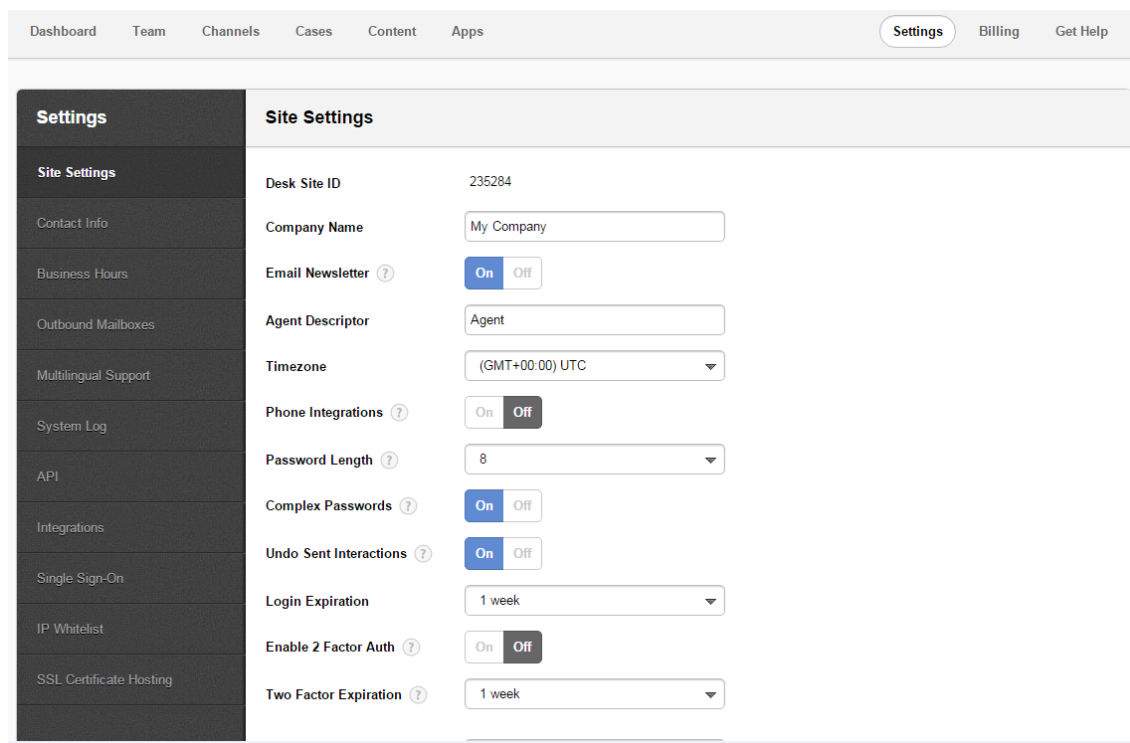 Dashboard Team Channels Cases Content Apps Settings Billing Get Help
Settings
Site Settings
Contact Info
Business Hours
Outbound Mailboxes
Multilingual Support
System Log
API
Integrations
Single Sign-On
IP Whitelist
SSL Certificate Hosting
Site Settings
Desk Site ID 235284
Company Name My Company
Email Newsletter ? On Off
Agent Descriptor Agent
Timezone (GMT+00:00) UTC
Phone Integrations ? On Off
Password Length ? 8
Complex Passwords ? On Off
Undo Sent Interactions ? On Off
Login Expiration 1 week
Enable 2 Factor Auth ? On Off
Two Factor Expiration ? 1 week